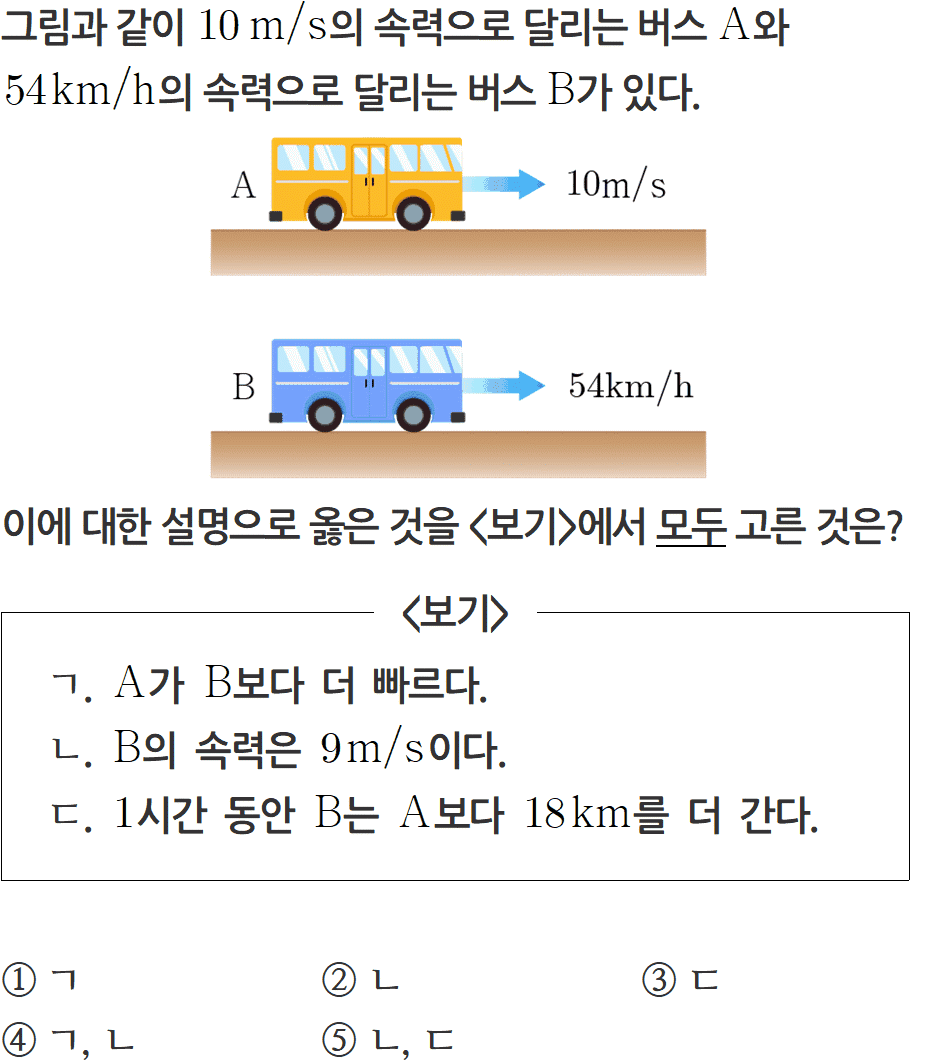 그림과 같이 10 m/s의 속력으로 달리는 버스 A와
54km/h의 속력으로 달리는 버스 B가 있다.
A 10m/s
B 54km/h
이에 대한 설명으로 옳은 것을 <보기>에서 모두 고른 것은?
<보기>
ㄱ. A가 B보다 더 빠르다.
ㄴ. B의 속력은 9m/s이다.
ㄷ. 1시간 동안 B는 A보다 18km를 더 간다.
① ㄱ ② ㄴ ③ ㄷ
④ ㄱ, ㄴ ⑤ ㄴ, ㄷ